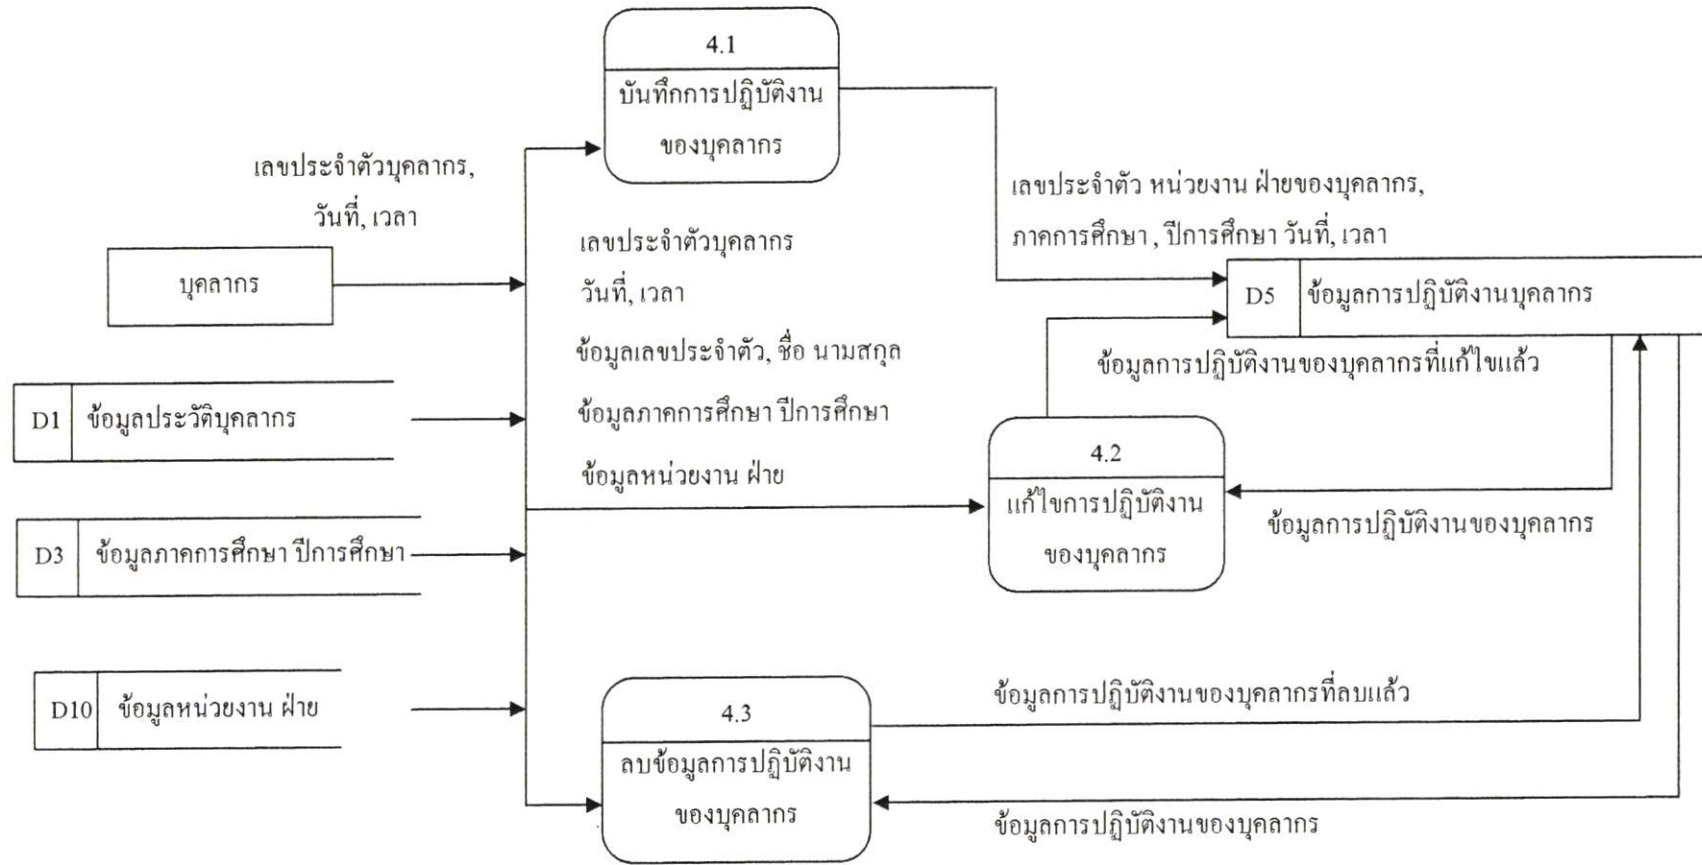 4.1
บันทึกการปฏิบัติงาน
ของบุคลากร
เลขประจำตัวบุคลากร,
วันที่, เวลา
บุคลากร
เลขประจำตัวบุคลากร
วันที่, เวลา
ข้อมูลเลขประจำตัว, ชื่อ นามสกุล
ข้อมูลภาคการศึกษา ปีการศึกษา
ข้อมูลหน่วยงาน ฝ่าย
เลขประจำตัว หน่วยงาน ฝ่ายของบุคลากร,
ภาคการศึกษา , ปีการศึกษา วันที่, เวลา
D5 ข้อมูลการปฏิบัติงานบุคลากร
ข้อมูลการปฏิบัติงานของบุคลากรที่แก้ไขแล้ว
D1 ข้อมูลประวัติบุคลากร
4.2
แก้ไขการปฏิบัติงาน
ของบุคลากร
ข้อมูลการปฏิบัติงานของบุคลากร
D3 ข้อมูลภาคการศึกษา ปีการศึกษา
D10 ข้อมูลหน่วยงาน ฝ่าย
4.3
ลบข้อมูลการปฏิบัติงาน
ของบุคลากร
ข้อมูลการปฏิบัติงานของบุคลากรที่ลบแล้ว
ข้อมูลการปฏิบัติงานของบุคลากร